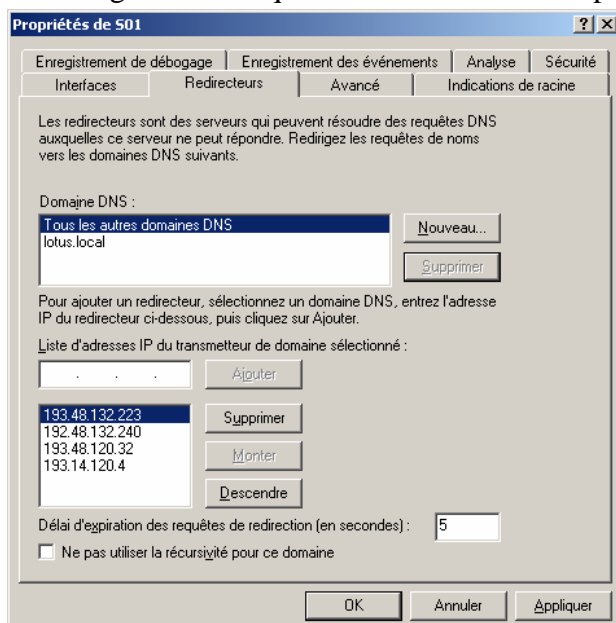 Propriétés de S01
Enregistrement de débogage Enregistrement des événements Analyse Sécurité
Interfaces Redirecteurs Avancé Indications de racine
Les redirecteurs sont des serveurs qui peuvent résoudre des requêtes DNS
auxquelles ce serveur ne peut répondre. Redirigez les requêtes de noms
vers les domaines DNS suivants.
Domaine DNS :
Tous les autres domaines DNS
lotus.local
Nouveau...
Supprimer
Pour ajouter un redirecteur, sélectionnez un domaine DNS, entrez l'adresse
IP du redirecteur ci-dessous, puis cliquez sur Ajouter.
Liste d'adresses IP du transmetteur de domaine sélectionné :
. . .
Ajouter
193.48.132.223
192.48.132.240
193.48.120.32
193.14.120.4
Supprimer
Monter
Descendre
Délai d'expiration des requêtes de redirection (en secondes) : 5
Ne pas utiliser la récursivité pour ce domaine
OK Annuler Appliquer